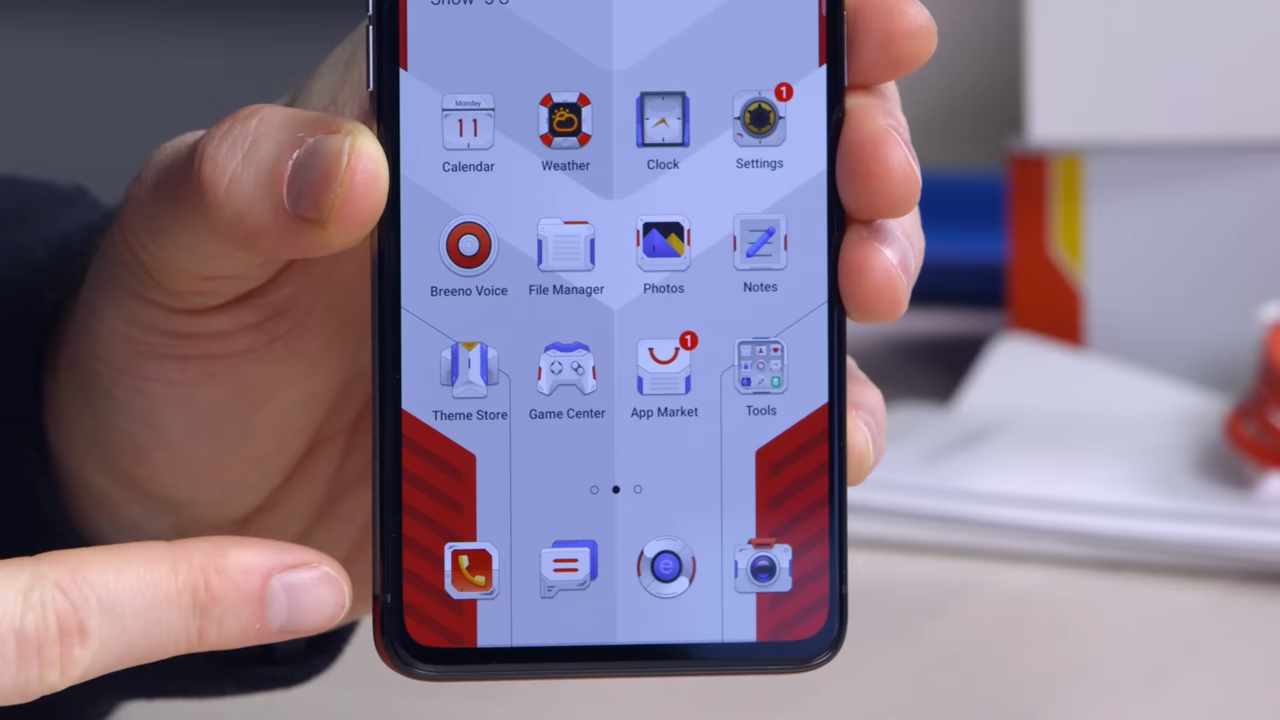 Monday
11
1
Calendar
Weather
Clock
Settings
Breeno Voice
File Manager
Photos
Notes
1
Theme Store
Game Center
App Market
Tools
e